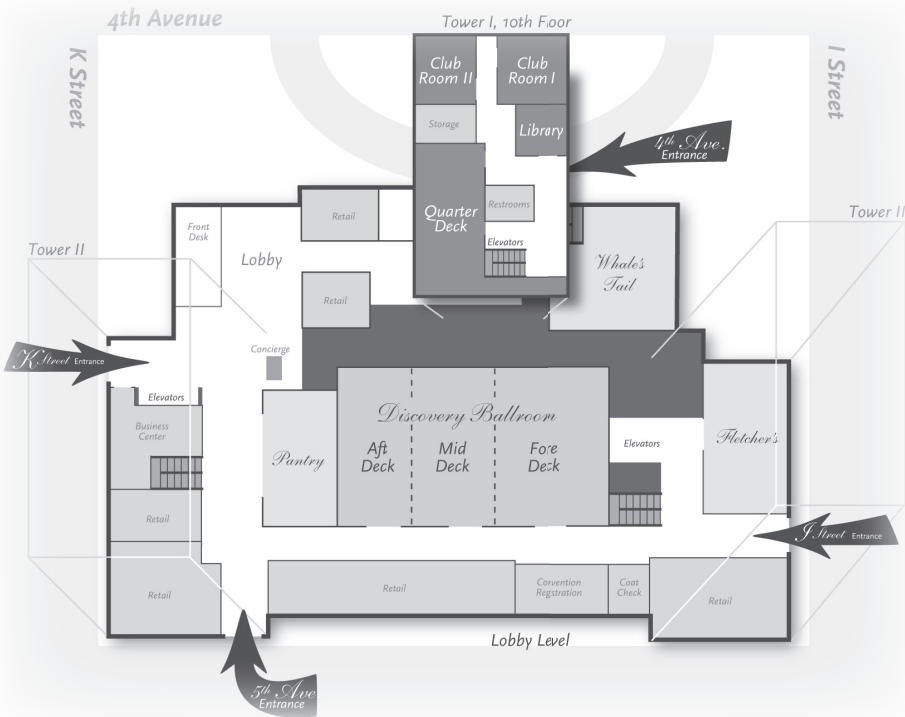 4th Avenue
Tower I, 10th Floor
K Street
I Street
Club
Room II
Club
Room I
Storage
Library
4th Ave.
Entrance
Retail
Quarter
Deck
Restrooms
Elevators
Front
Desk
Lobby
Tower II
Tower II
Whale's
Tail
Retail
Concierge
K Street Entrance
Elevators
Business
Center
Pantry
Discovery Ballroom
Aft
Deck
Mid
Deck
Fore
Deck
Elevators
Fletcher's
Retail
I Street Entrance
Retail
Retail
Corvention
Regstration
Coat
Check
Retail
Lobby Level
5th Ave
Entrance